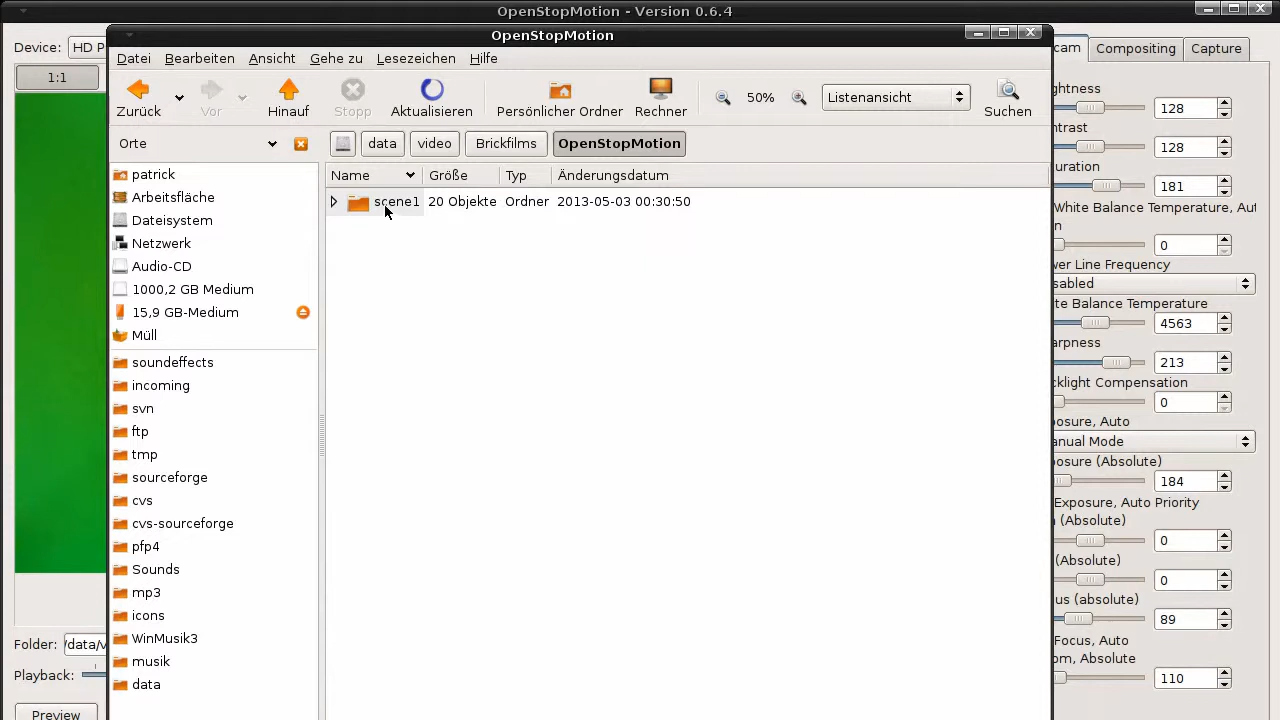 OpenStopMotion - Version 0.6.4
Device: HD P
1:1
OpenStopMotion
Datei Bearbeiten Ansicht Gehe zu Lesezeichen Hilfe
Zurück Vor Hinauf Stopp Aktualisieren Persönlicher Ordner Rechner 50% Listenansicht Suchen
Orte
data video Brickfilms OpenStopMotion
Name Größe Typ Änderungsdatum
scene1 20 Objekte Ordner 2013-05-03 00:30:50
patrick
Arbeitsfläche
Dateisystem
Netzwerk
Audio-CD
1000,2 GB Medium
15,9 GB-Medium
Müll
soundeffects
incoming
svn
ftp
tmp
sourceforge
cvs
cvs-sourceforge
pfp4
Sounds
mp3
icons
WinMusik3
musik
data
Folder: /data/v
Playback:
Preview
cam Compositing Capture
ghtness
128
trast
128
uration
181
White Balance Temperature, Aut
n
0
wer Line Frequency
sabled
te Balance Temperature
4563
arpness
213
cklight Compensation
0
osure, Auto
anual Mode
osure (Absolute)
184
Exposure, Auto Priority
(Absolute)
0
(Absolute)
0
us (absolute)
89
Focus, Auto
om, Absolute
110